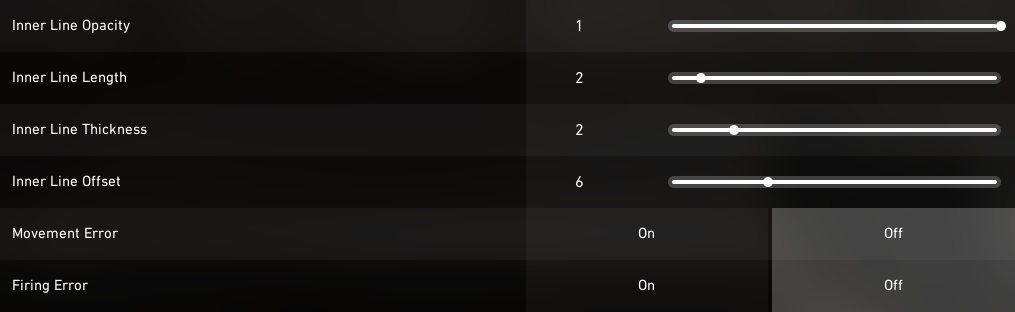 Inner Line Opacity 1
Inner Line Length 2
Inner Line Thickness 2
Inner Line Offset 6
Movement Error On Off
Firing Error On Off